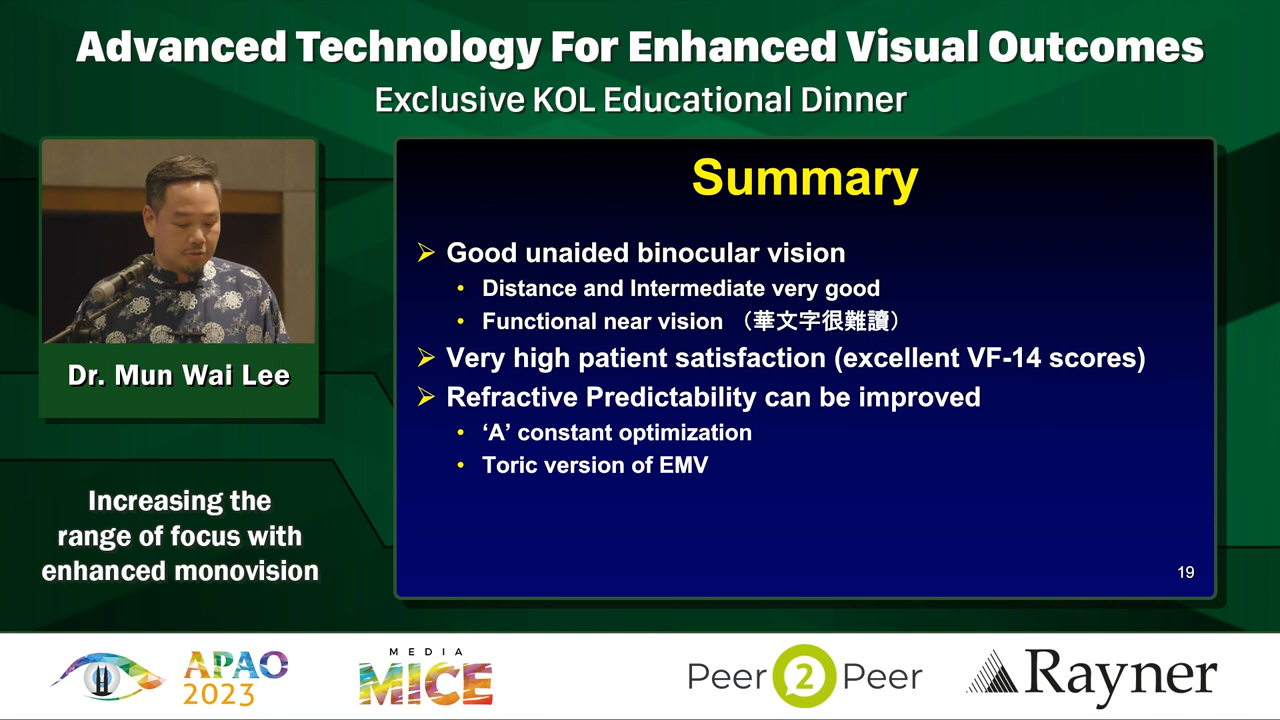 Advanced Technology For Enhanced Visual Outcomes
Exclusive KOL Educational Dinner
Dr. Mun Wai Lee
Increasing the
range of focus with
enhanced monovision
Summary
Good unaided binocular vision
Distance and Intermediate very good
Functional near vision （華文字很難讀）
Very high patient satisfaction (excellent VF-14 scores)
Refractive Predictability can be improved
‘A’ constant optimization
Toric version of EMV
19
APAO
2023
MEDIA
MICE
Peer 2 Peer
Rayner